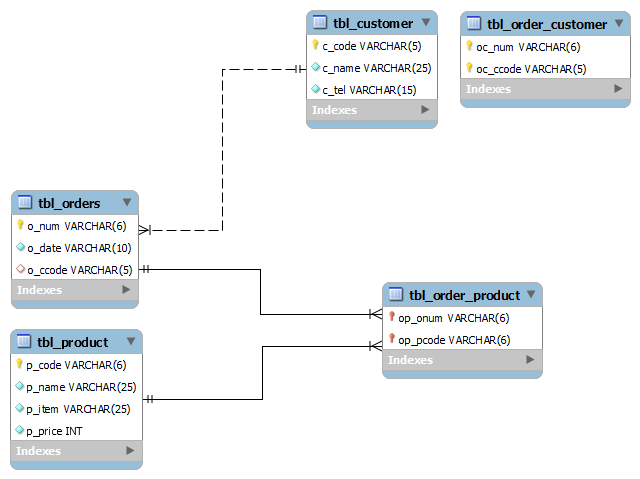 tbl_customer
c_code VARCHAR(5)
c_name VARCHAR(25)
c_tel VARCHAR(15)
Indexes
tbl_order_customer
oc_num VARCHAR(6)
oc_ccode VARCHAR(5)
Indexes
tbl_orders
o_num VARCHAR(6)
o_date VARCHAR(10)
o_ccode VARCHAR(5)
Indexes
tbl_order_product
op_onum VARCHAR(6)
op_pcode VARCHAR(6)
Indexes
tbl_product
p_code VARCHAR(6)
p_name VARCHAR(25)
p_item VARCHAR(25)
p_price INT
Indexes